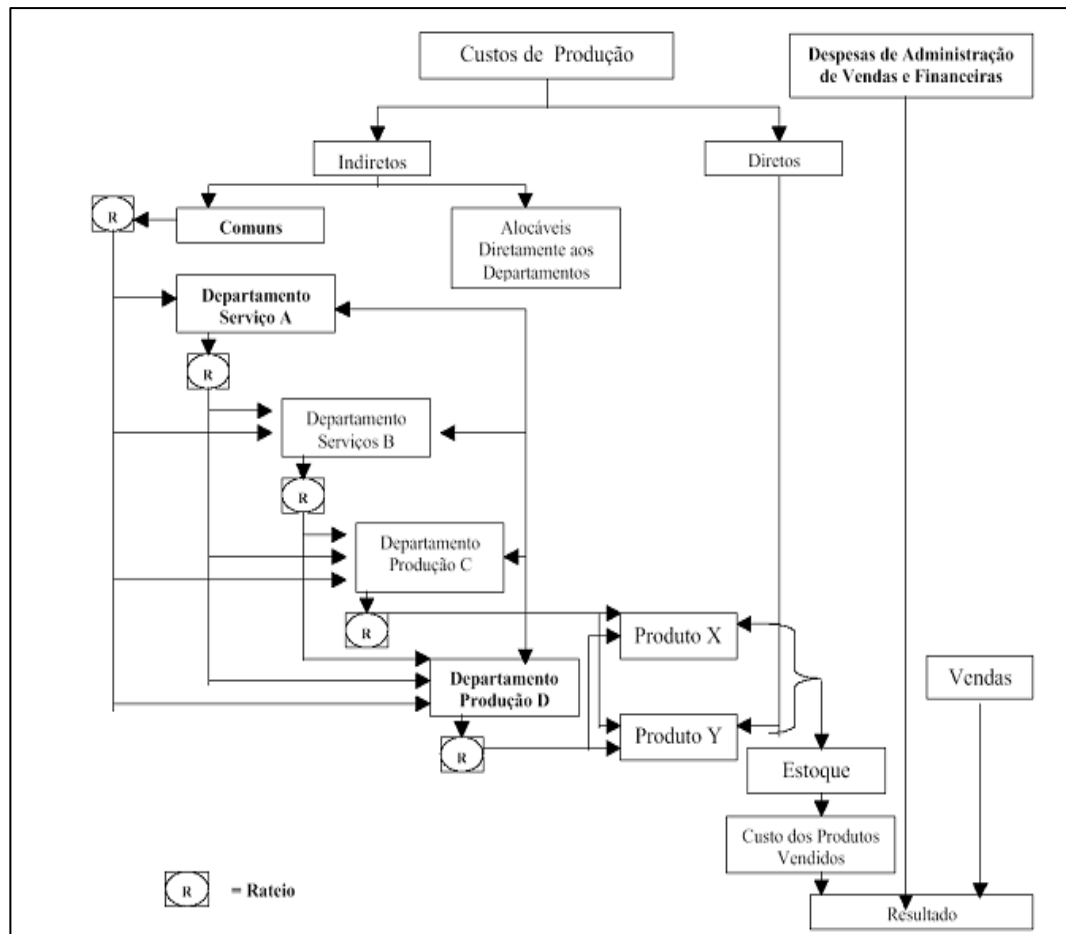 Custos de Produção
Despesas de Administração
de Vendas e Financeiras
Indiretos
Diretos
R
Comuns
Alocáveis
Diretamente aos
Departamentos
Departamento
Serviço A
R
Departamento
Serviços B
R
Departamento
Produção C
R
Produto X
Departamento
Produção D
Vendas
Produto Y
R
Estoque
Custo dos Produtos
Vendidos
R = Rateio
Resultado